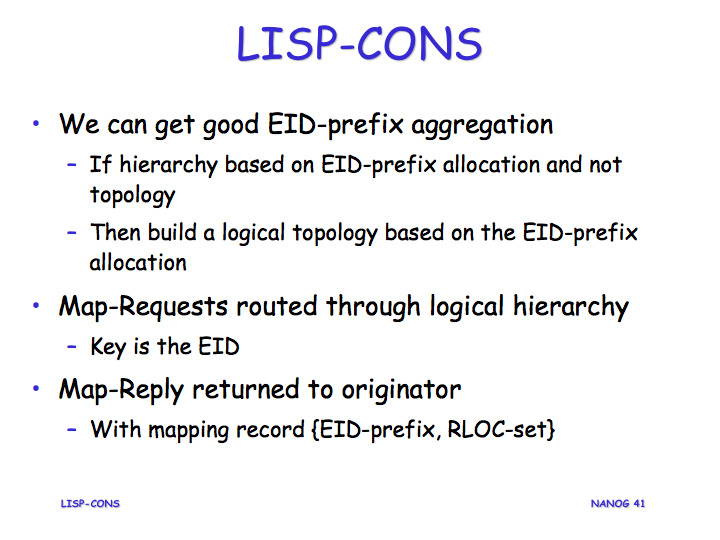 LISP-CONS
• We can get good EID-prefix aggregation
– If hierarchy based on EID-prefix allocation and not
topology
– Then build a logical topology based on the EID-prefix
allocation
• Map-Requests routed through logical hierarchy
– Key is the EID
• Map-Reply returned to originator
– With mapping record {EID-prefix, RLOC-set}
LISP-CONS
NANOG 41